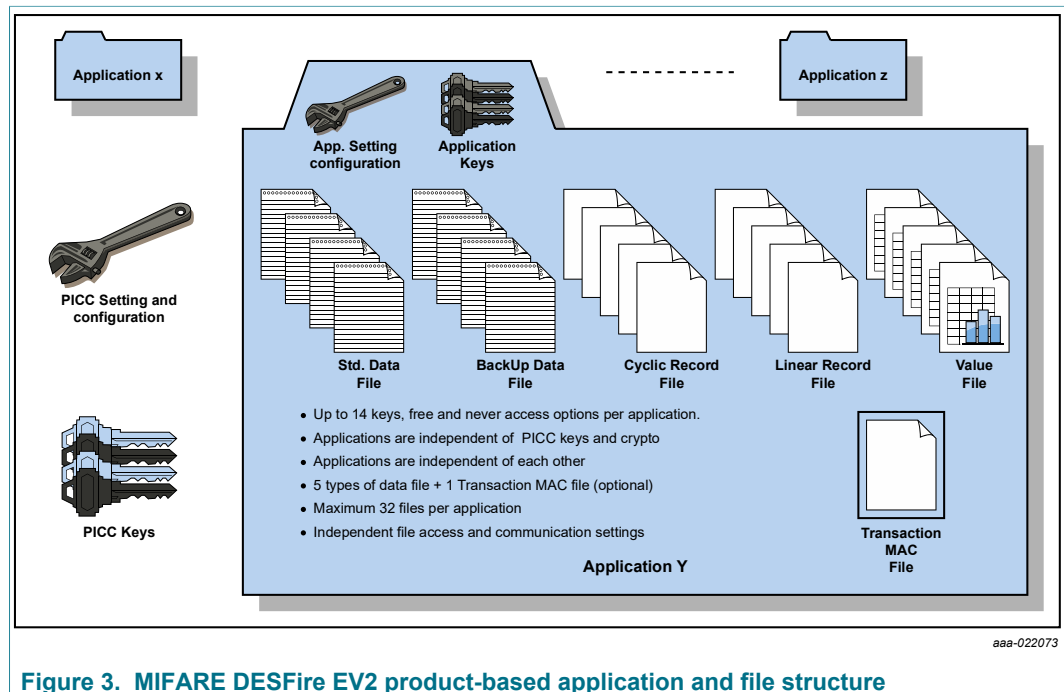 Application x
Application z
App. Setting
configuration
Application
Keys
PICC Setting and
configuration
Std. Data
File
BackUp Data
File
Cyclic Record
File
Linear Record
File
Value
File
• Up to 14 keys, free and never access options per application.
• Applications are independent of PICC keys and crypto
• Applications are independent of each other
• 5 types of data file + 1 Transaction MAC file (optional)
• Maximum 32 files per application
• Independent file access and communication settings
PICC Keys
Transaction
MAC
File
Application Y
aaa-022073
Figure 3. MIFARE DESFire EV2 product-based application and file structure